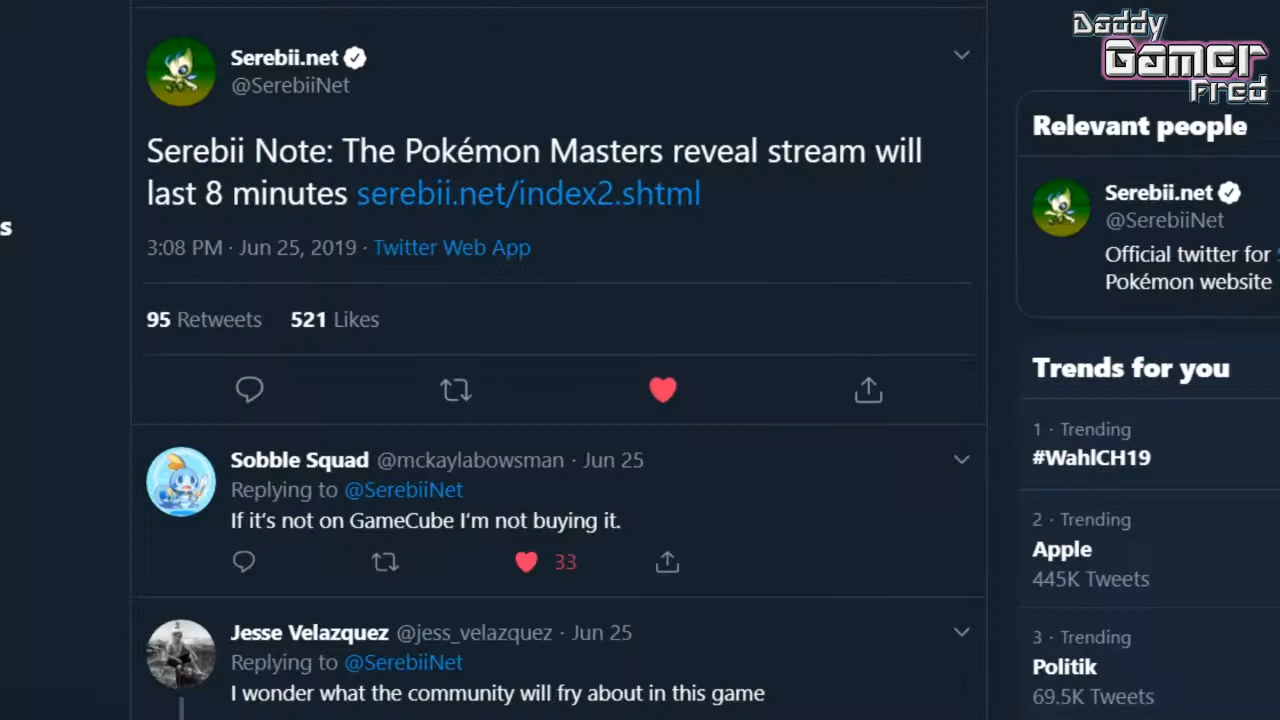 Daddy
Gamer
Fred
Serebii.net
@SerebiiNet
Serebii Note: The Pokémon Masters reveal stream will
last 8 minutes serebii.net/index2.shtml
3:08 PM · Jun 25, 2019 · Twitter Web App
95 Retweets 521 Likes
Sobble Squad @mckaylabowsman · Jun 25
Replying to @SerebiiNet
If it's not on GameCube I'm not buying it.
33
Jesse Velazquez @jess_velazquez · Jun 25
Replying to @SerebiiNet
I wonder what the community will fry about in this game
s
Relevant people
Serebii.net
@SerebiiNet
Official twitter for
Pokémon website
Trends for you
1 · Trending
#WahlCH19
2 · Trending
Apple
445K Tweets
3 · Trending
Politik
69.5K Tweets